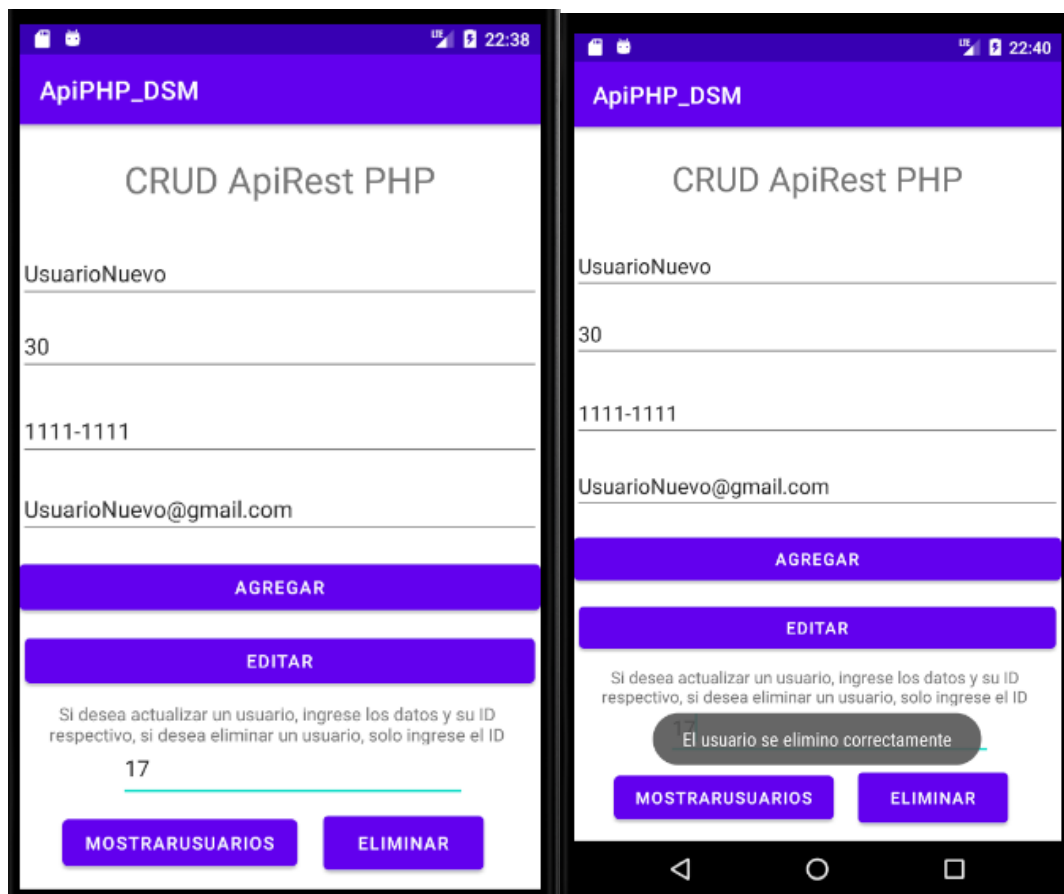 22:38
ApiPHP_DSM
CRUD ApiRest PHP
UsuarioNuevo
30
1111-1111
UsuarioNuevo@gmail.com
AGREGAR
EDITAR
Si desea actualizar un usuario, ingrese los datos y su ID
respectivo, si desea eliminar un usuario, solo ingrese el ID
17
MOSTRARUSUARIOS ELIMINAR
LTE 22:40
ApiPHP_DSM
CRUD ApiRest PHP
UsuarioNuevo
30
1111-1111
UsuarioNuevo@gmail.com
AGREGAR
EDITAR
Si desea actualizar un usuario, ingrese los datos y su ID
respectivo, si desea eliminar un usuario, solo ingrese el ID
17
El usuario se elimino correctamente
MOSTRARUSUARIOS ELIMINAR